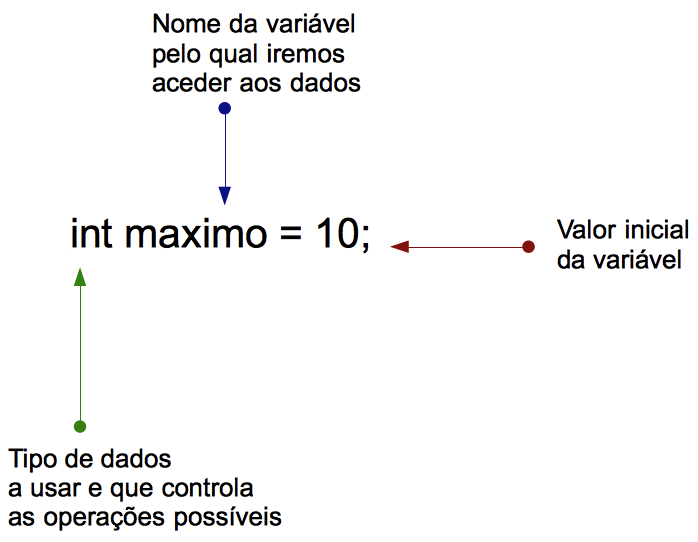 Nome da variável
pelo qual iremos
aceder aos dados
int maximo = 10;
Valor inicial
da variável
Tipo de dados
a usar e que controla
as operações possíveis